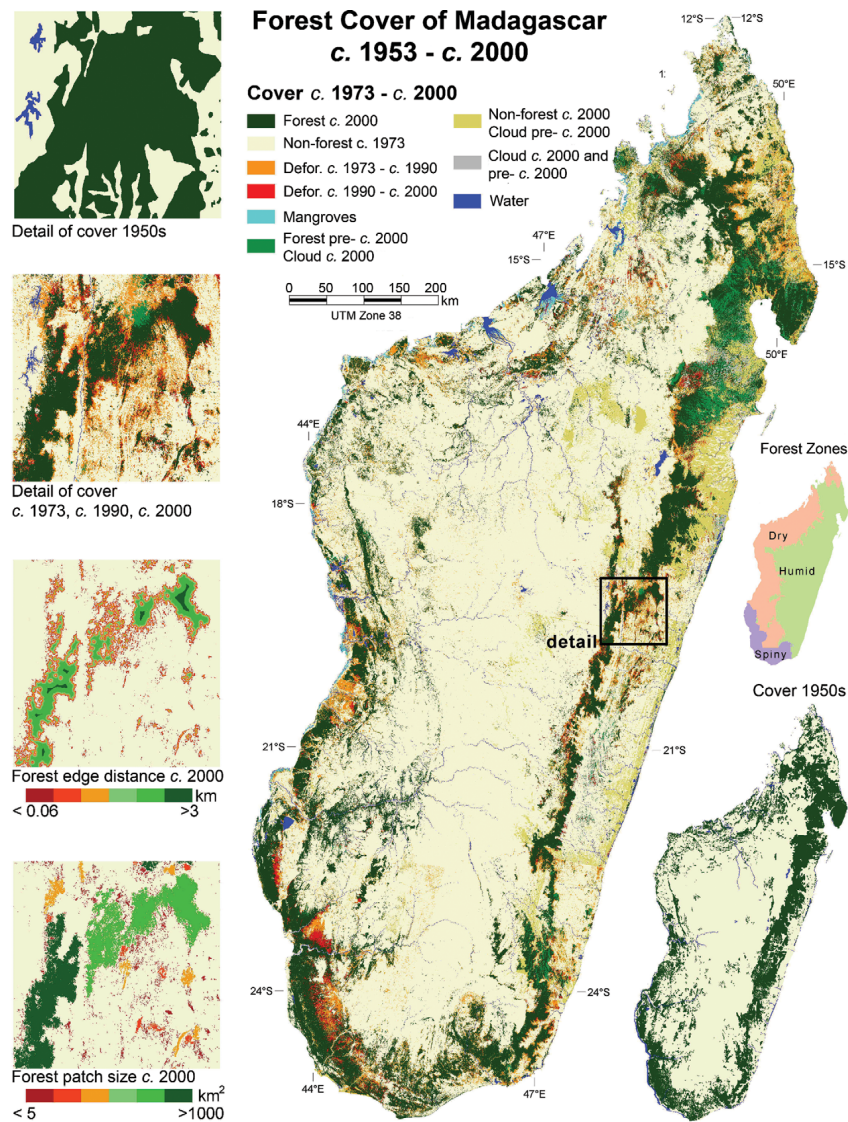 Forest Cover of Madagascar
c. 1953 - c. 2000
Cover c. 1973 - c. 2000
Forest c. 2000
Non-forest c. 1973
Defor. c. 1973 - c. 1990
Defor. c. 1990 - c. 2000
Mangroves
Forest pre- c. 2000
Cloud c. 2000
Non-forest c. 2000
Cloud pre- c. 2000
Cloud c. 2000 and
pre- c. 2000
Water
0 50 100 150 200
km
UTM Zone 38
12°S
12°S
1:
50°E
47°E
15°S
15°S
50°E
44°E
18°S
detail
21°S
21°S
24°S
24°S
44°E
47°E
Detail of cover 1950s
Detail of cover
c. 1973, c. 1990, c. 2000
Forest edge distance c. 2000
km
< 0.06 >3
Forest patch size c. 2000
km²
< 5 >1000
Forest Zones
Dry
Humid
Spiny
Cover 1950s